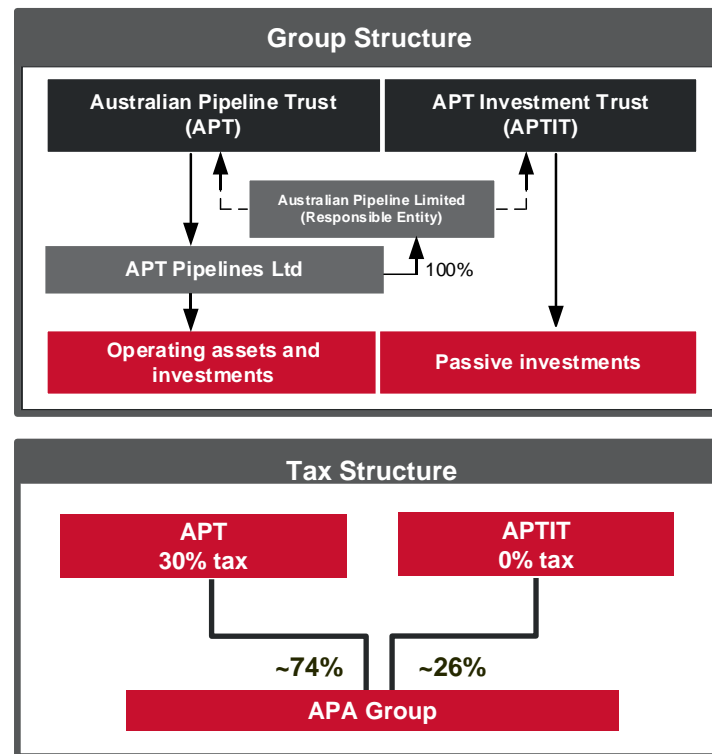 Group Structure
Australian Pipeline Trust
(APT)
APT Investment Trust
(APTIT)
Australian Pipeline Limited
(Responsible Entity)
APT Pipelines Ltd
100%
Operating assets and
investments
Passive investments
Tax Structure
APT
30% tax
APTIT
0% tax
~74%
~26%
APA Group